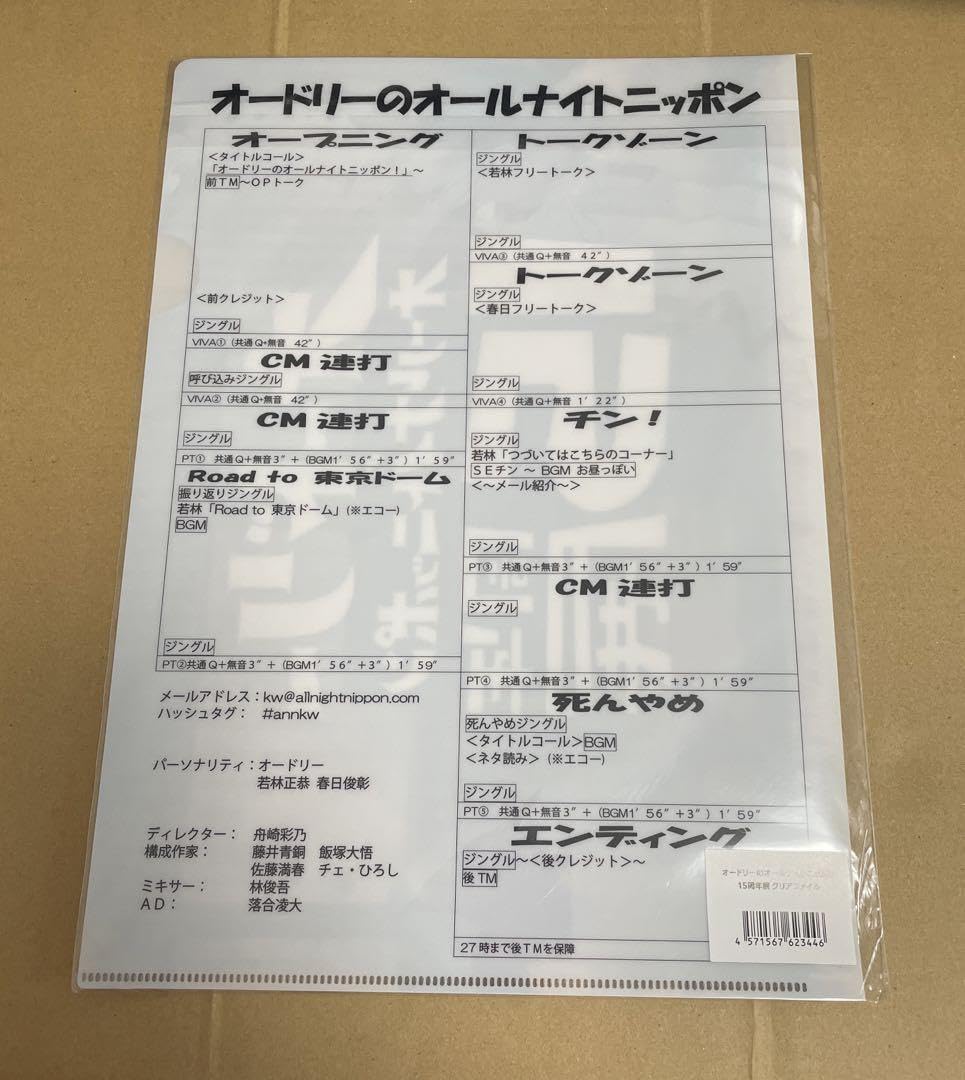 オードリーのオールナイトニッポン
オープニング
＜タイトルコール＞
「オードリーのオールナイトニッポン！」～
前ＴＭ～ＯＰトーク
＜前クレジット＞
ジングル
VIVA①（共通Ｑ+無音 42″）
CM 連打
呼び込みジングル
VIVA②（共通Ｑ+無音 42″）
CM 連打
ジングル
PT① 共通Ｑ＋無音３″＋（BGM1′５６″＋３″）1′59″
Road to 東京ドーム
振り返りジングル
若林「Road to 東京ドーム」(※エコー)
BGM
ジングル
PT②共通Ｑ＋無音３″＋（BGM1′５６″＋３″）1′59″
メールアドレス：kw@allnightnippon.com
ハッシュタグ： #annkw
パーソナリティ：オードリー
若林正恭 春日俊彰
ディレクター： 舟崎彩乃
構成作家： 藤井青銅 飯塚大悟
佐藤満春 チェ・ひろし
ミキサー： 林俊吾
ＡＤ： 落合凌大
トークゾーン
ジングル
＜若林フリートーク＞
ジングル
VIVA③（共通Ｑ＋無音 ４２″）
トークゾーン
ジングル
＜春日フリートーク＞
ジングル
VIVA④（共通Ｑ＋無音 １′２２″）
チン！
ジングル
若林「つづいてはこちらのコーナー」
ＳＥチン ～ BGM お昼っぽい
＜～メール紹介～＞
ジングル
PT③ 共通Ｑ＋無音３″＋（BGM1′５６″＋３″）1′59″
CM 連打
ジングル
PT④ 共通Ｑ＋無音３″＋（BGM1′５６″＋３″）1′59″
死んやめ
死んやめジングル
＜タイトルコール＞BGM
＜ネタ読み＞(※エコー)
ジングル
PT⑤ 共通Ｑ＋無音３″＋（BGM1′５６″＋３″）1′59″
エンディング
ジングル～＜後クレジット＞～
後 TM
27時まで後ＴＭを保障
オードリーのオールナイトニッポン
15周年展 クリアファイル
4 571567 623446